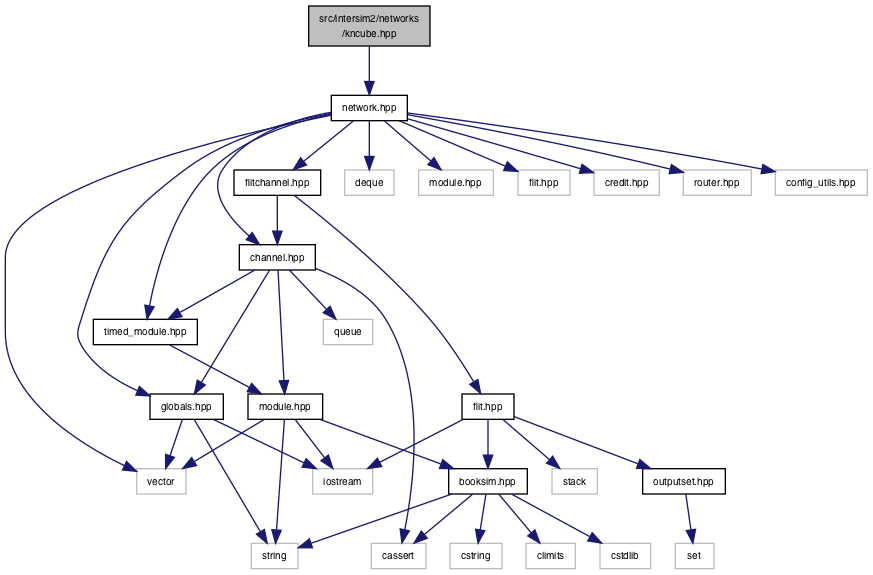 src/intersim2/networks
/kncube.hpp
network.hpp
flitchannel.hpp
deque
module.hpp
flit.hpp
credit.hpp
router.hpp
config_utils.hpp
channel.hpp
timed_module.hpp
queue
globals.hpp
module.hpp
flit.hpp
vector
iostream
booksim.hpp
stack
outputset.hpp
string
cassert
cstring
climits
cstdlib
set